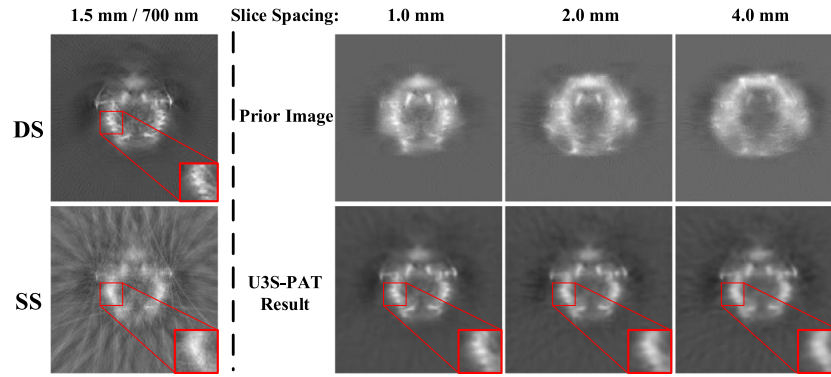 1.5 mm / 700 nm
Slice Spacing:
1.0 mm
2.0 mm
4.0 mm
DS
Prior Image
SS
U3S-PAT
Result